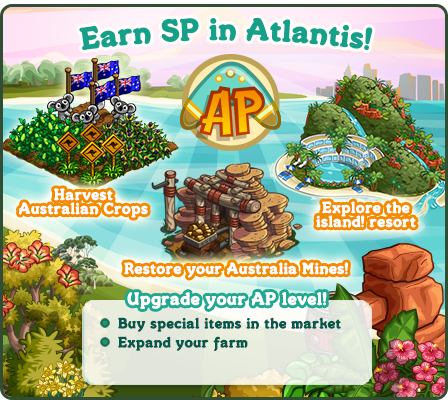 Earn SP in Atlantis!
AP
Harvest
Australian Crops
Explore the
island! resort
Restore your Australia Mines!
Upgrade your AP level!
Buy special items in the market
Expand your farm